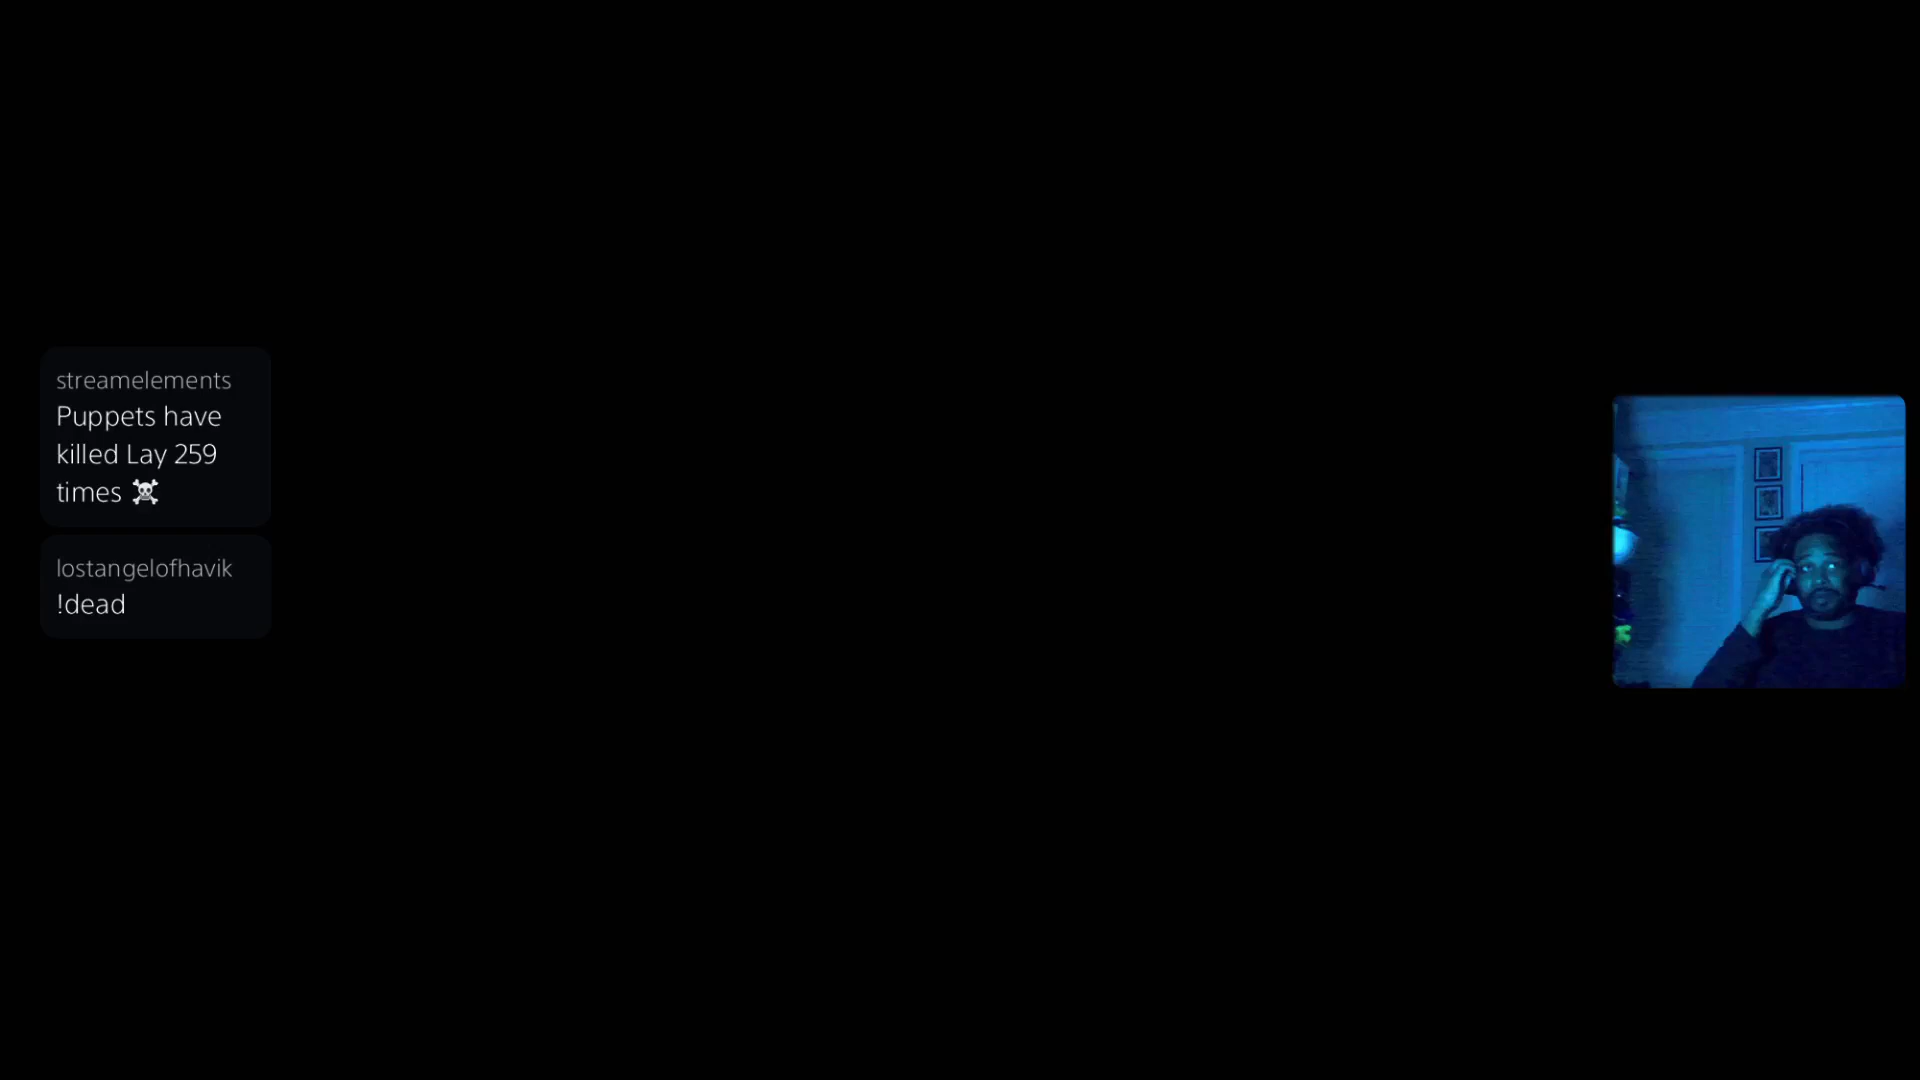 streamelements
Puppets have
killed Lay 259
times ☠
lostangelofhavik
!dead